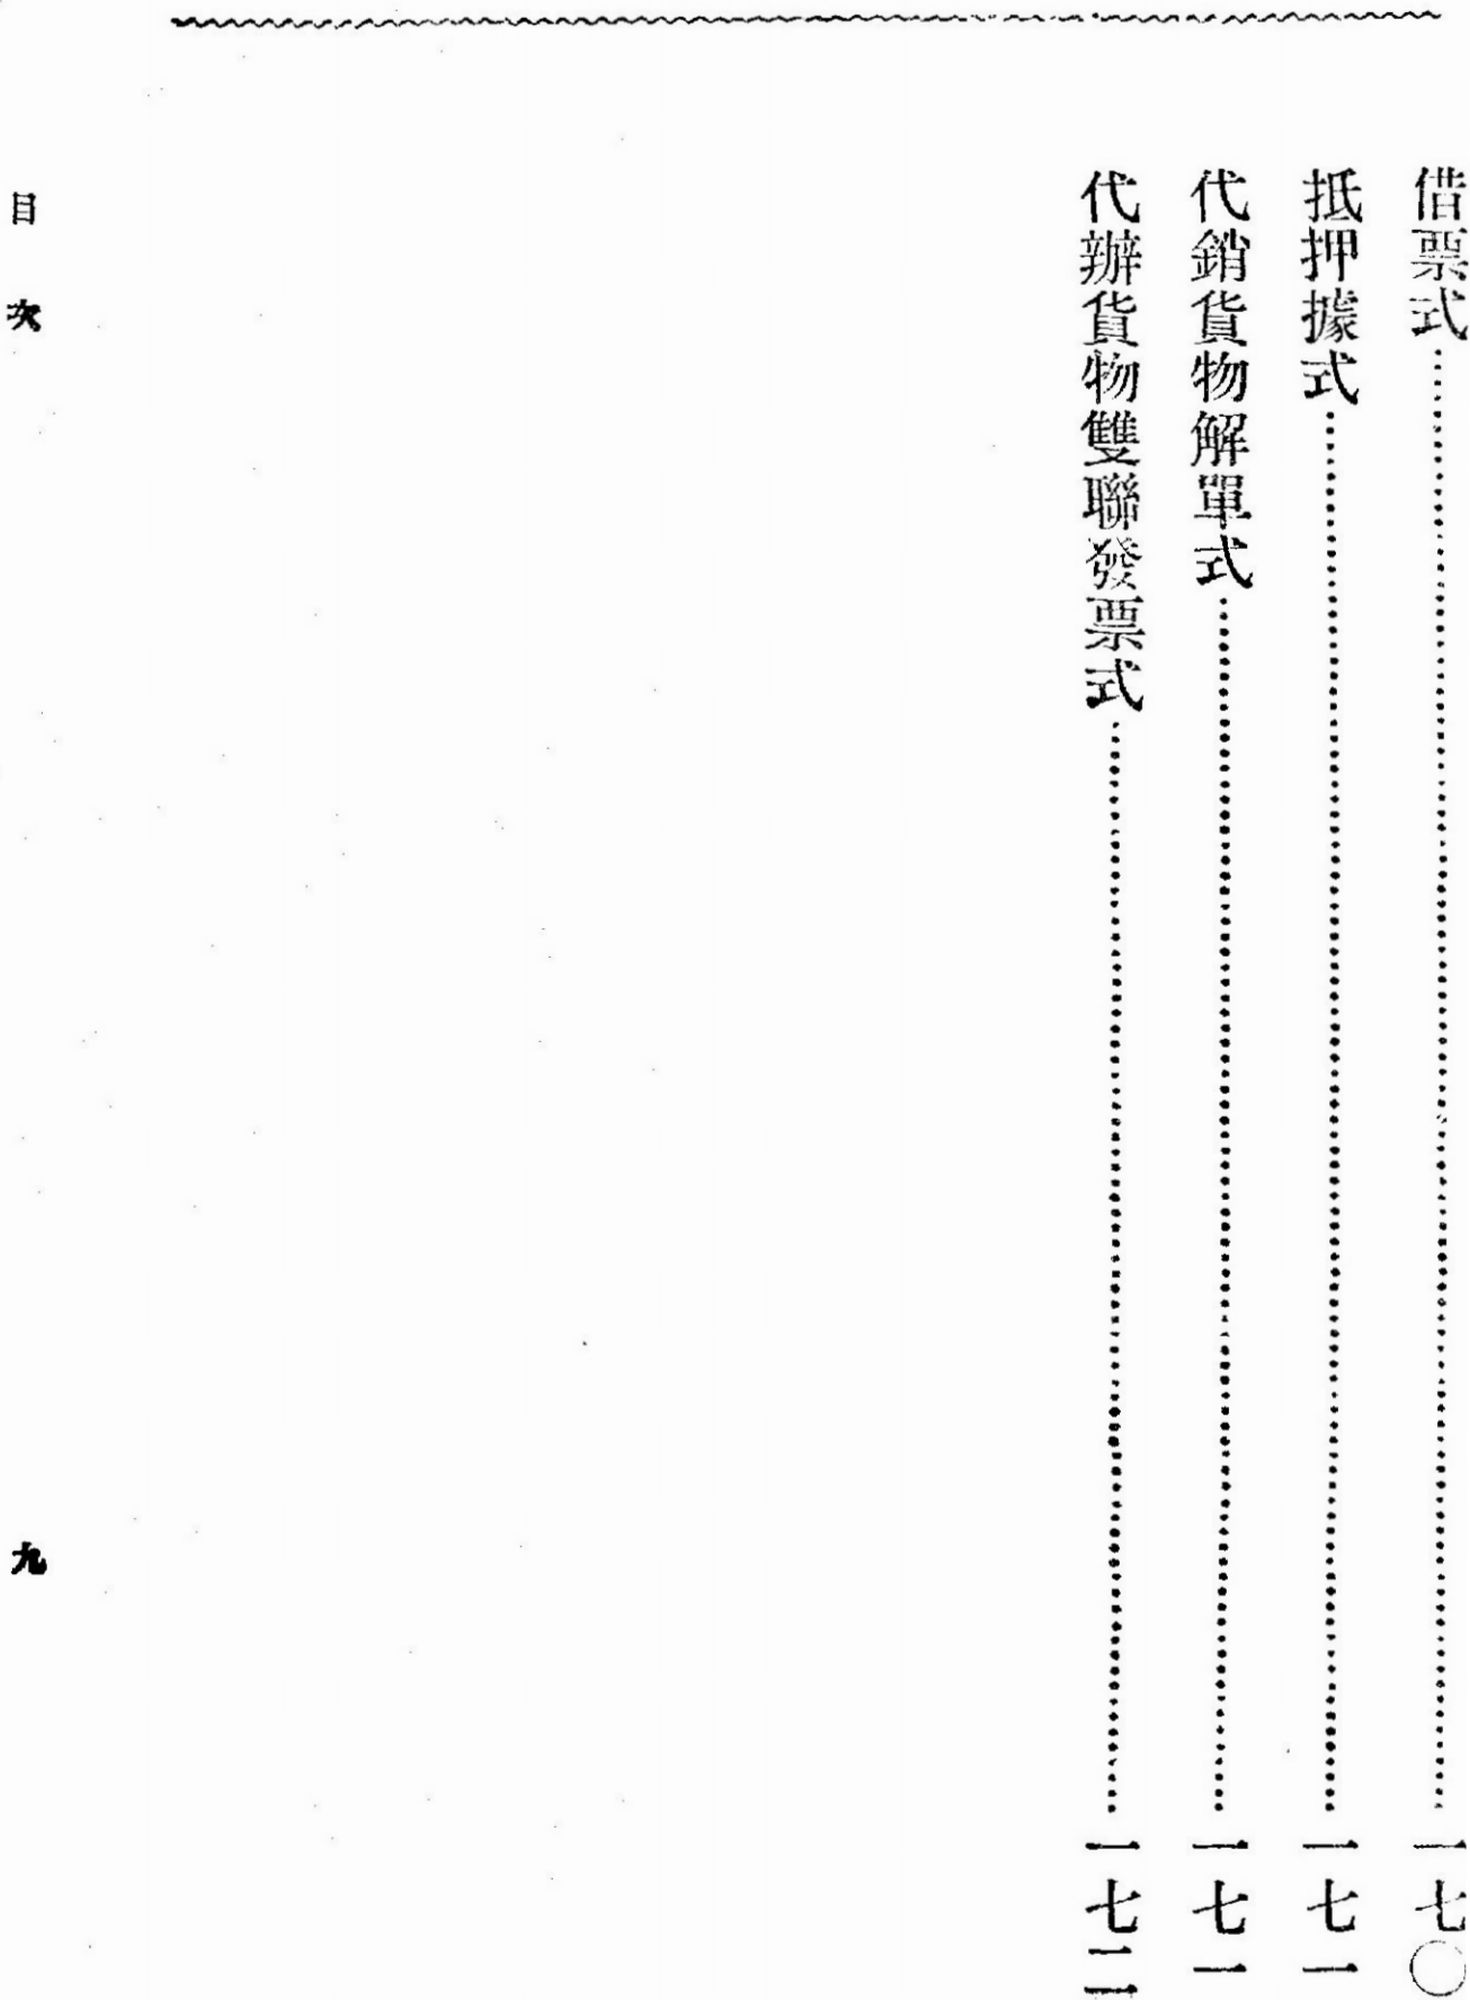 借票式……………………一七〇
抵押據式……………………一七一
代銷貨物解單式……………………一七一
代辦貨物雙聯發票式……………………一七二
目次　九